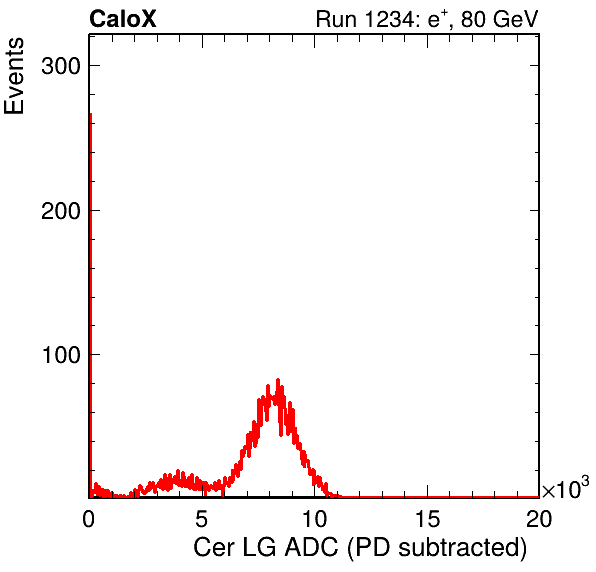 CaloX Run 1234: e⁺, 80 GeV
Events
300
200
100
0 5 10 15 20
×10³
Cer LG ADC (PD subtracted)